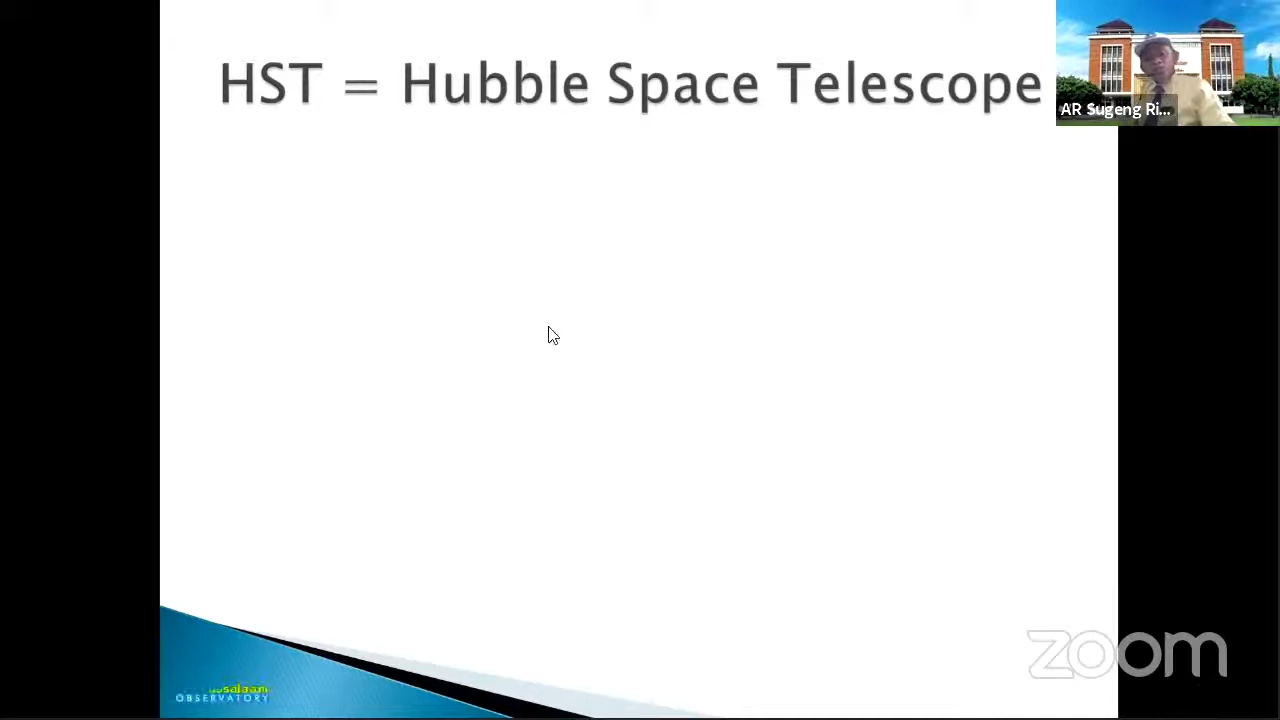 HST = Hubble Space Telescope
AR Sugeng Ri...
zoom
OBSERVATORY